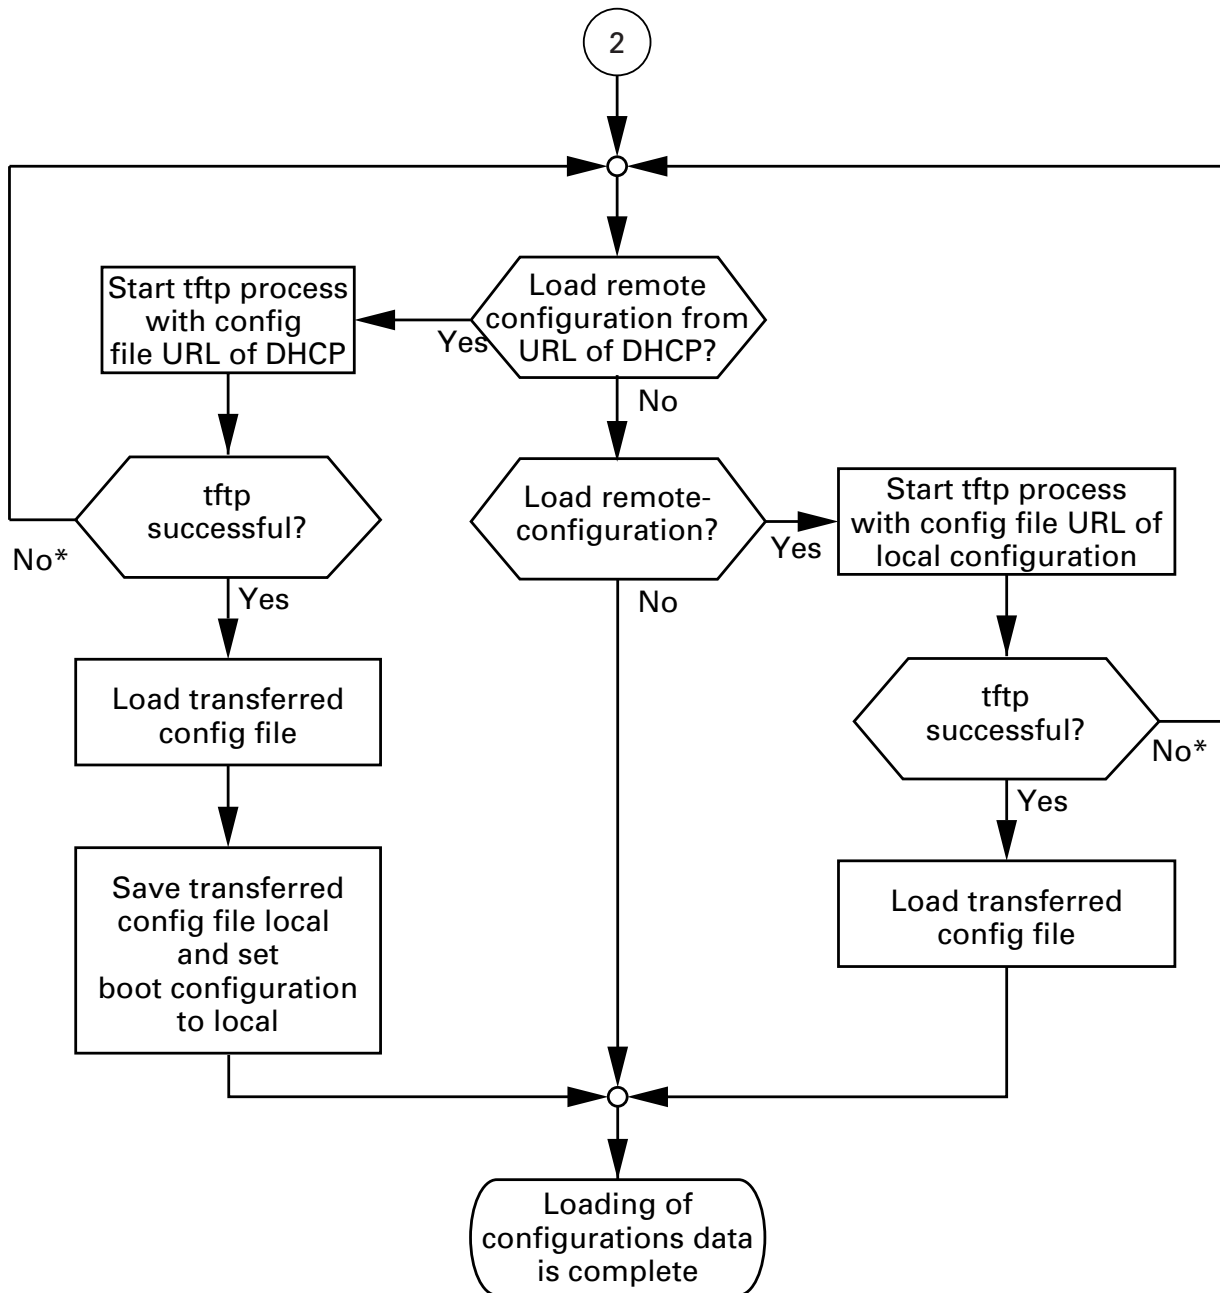 2
Load remote
configuration from
URL of DHCP?
Yes
No
Start tftp process
with config
file URL of DHCP
tftp
successful?
No*
Yes
Load transferred
config file
Save transferred
config file local
and set
boot configuration
to local
Load remote-
configuration?
Yes
No
Start tftp process
with config file URL of
local configuration
tftp
successful?
No*
Yes
Load transferred
config file
Loading of
configurations data
is complete